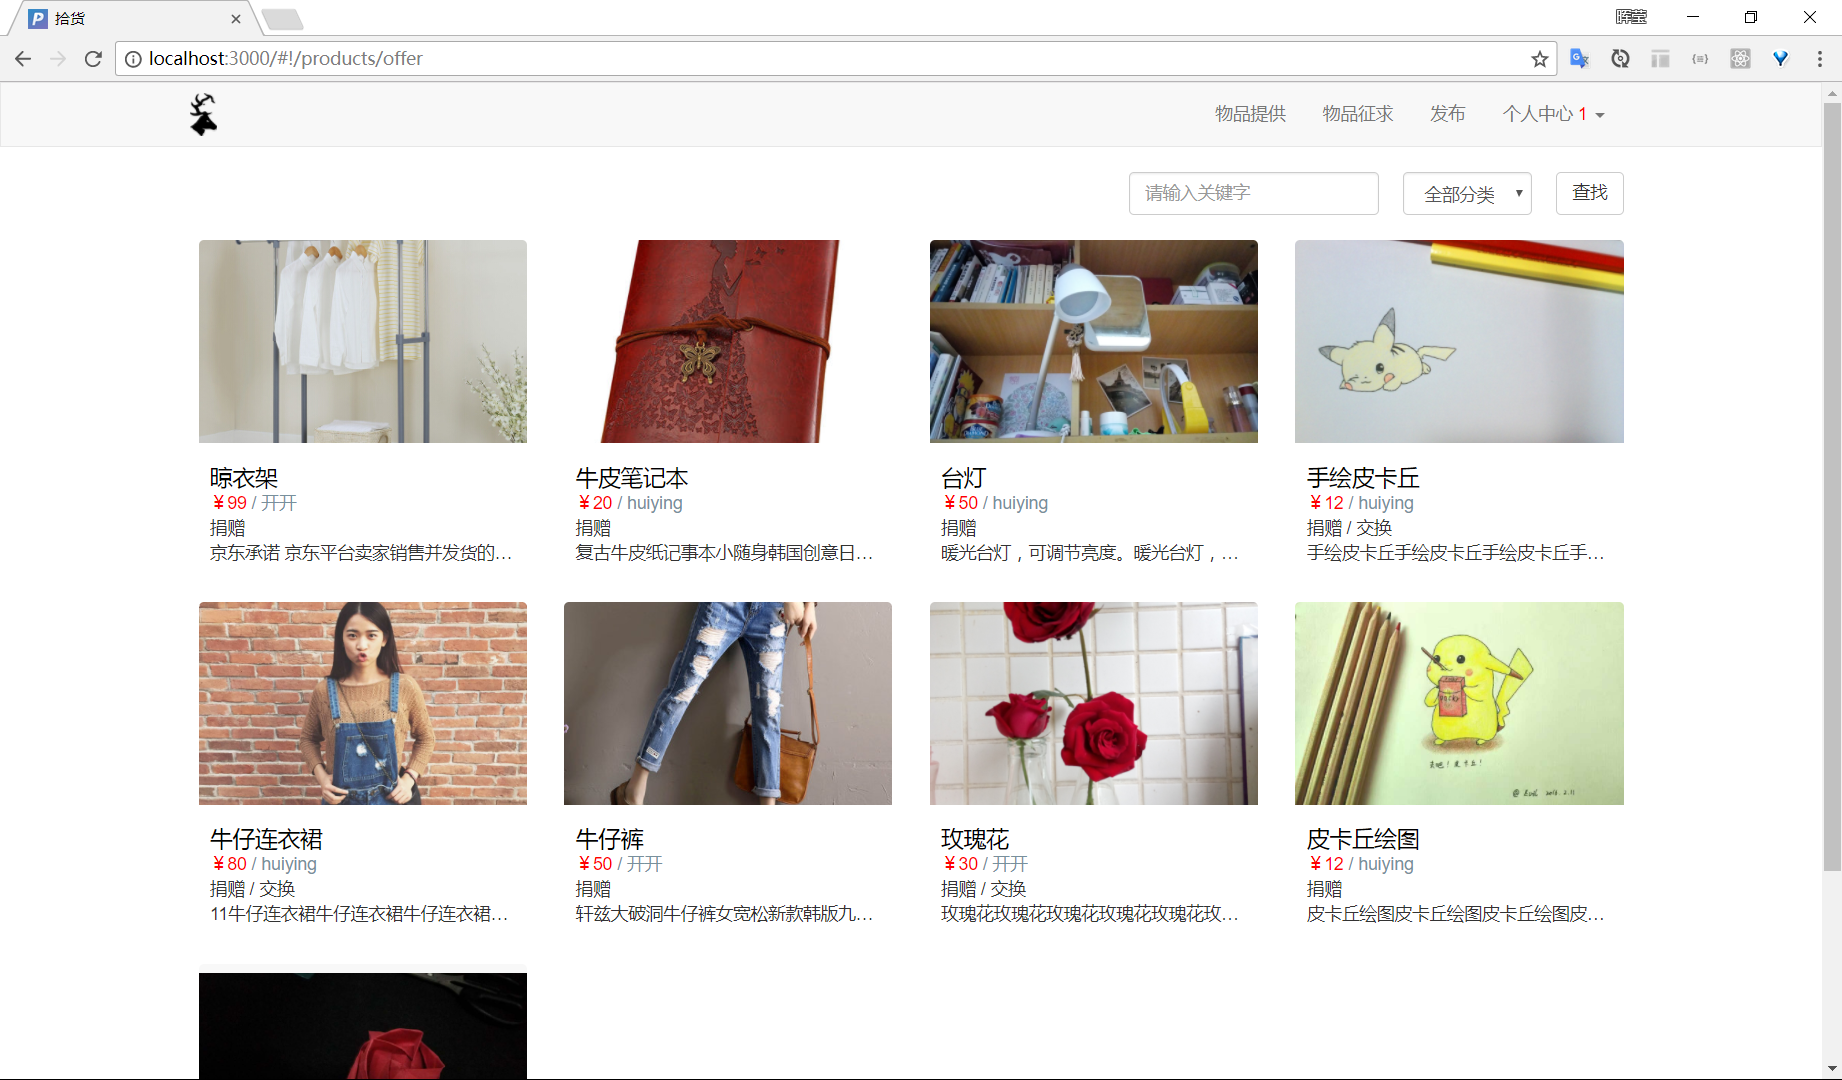 拾货
晖莹
localhost:3000/#!/products/offer
物品提供
物品征求
发布
个人中心 1
请输入关键字
全部分类
查找
晾衣架
¥99 / 开开
捐赠
京东承诺 京东平台卖家销售并发货的...
牛皮笔记本
¥20 / huiying
捐赠
复古牛皮纸记事本小随身韩国创意日...
台灯
¥50 / huiying
捐赠
暖光台灯，可调节亮度。暖光台灯，...
手绘皮卡丘
¥12 / huiying
捐赠 / 交换
手绘皮卡丘手绘皮卡丘手绘皮卡丘手...
牛仔连衣裙
¥80 / huiying
捐赠 / 交换
11牛仔连衣裙牛仔连衣裙牛仔连衣裙...
牛仔裤
¥50 / 开开
捐赠
轩兹大破洞牛仔裤女宽松新款韩版九...
玫瑰花
¥30 / 开开
捐赠 / 交换
玫瑰花玫瑰花玫瑰花玫瑰花玫瑰花玫...
去吧！皮卡丘！
皮卡丘绘图
¥12 / huiying
捐赠
皮卡丘绘图皮卡丘绘图皮卡丘绘图皮...